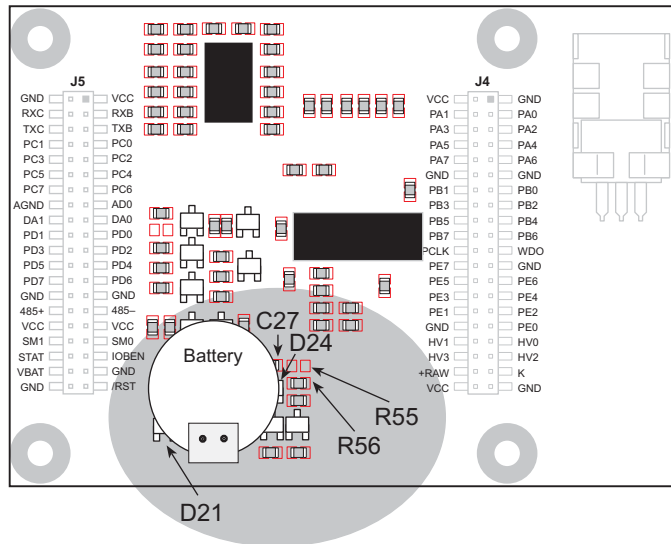 J5
GND VCC
RXC RXB
TXC TXB
PC1 PC0
PC3 PC2
PC5 PC4
PC7 PC6
AGND AD0
DA1 DA0
PD1 PD0
PD3 PD2
PD5 PD4
PD7 PD6
GND GND
485+ 485–
VCC VCC
SM1 SM0
STAT IOBEN
VBAT GND
GND /RST
J4
VCC GND
PA1 PA0
PA3 PA2
PA5 PA4
PA7 PA6
GND GND
PB1 PB0
PB3 PB2
PB5 PB4
PB7 PB6
PCLK WDO
PE7 GND
PE5 PE6
PE3 PE4
PE1 PE2
GND PE0
HV1 HV0
HV3 HV2
+RAW K
VCC GND
Battery
C27
D24
R55
R56
D21